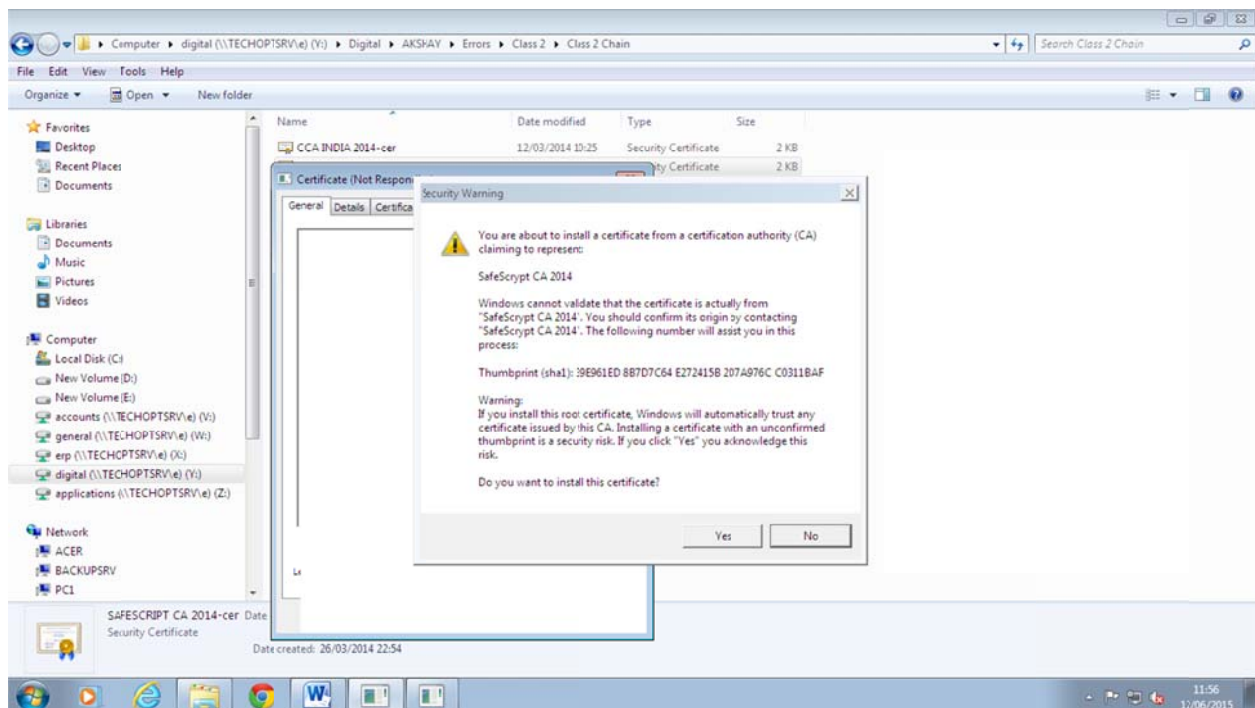 Computer ▸ digital (\\TECHOPTSRV\e) (Y:) ▸ Digital ▸ AKSHAY ▸ Errors ▸ Class 2 ▸ Class 2 Chain
Search Class 2 Chain
File Edit View Tools Help
Organize Open New folder
Name Date modified Type Size
CCA INDIA 2014-cer 12/03/2014 Security Certificate 2 KB
ty Certificate 2 KB
Favorites
Desktop
Recent Places
Documents
Libraries
Documents
Music
Pictures
Videos
Computer
Local Disk (C:)
New Volume (D:)
New Volume (E:)
accounts (\\TECHOPTSRV\e) (V:)
general (\\TECHOPTSRV\e) (W:)
erp (\\TECHOPTSRV\e) (X:)
digital (\\TECHOPTSRV\e) (Y:)
applications (\\TECHOPTSRV\e) (Z:)
Network
ACER
BACKUPSRV
PC1
Certificate (Not Respon
General Details Certifica
Security Warning
You are about to install a certificate from a certification authority (CA)
claiming to represent:
SafeScrypt CA 2014
Windows cannot validate that the certificate is actually from
"SafeScrypt CA 2014". You should confirm its origin by contacting
"SafeScrypt CA 2014". The following number will assist you in this
process:
Thumbprint (sha1): 39E961ED 8B7D7C64 E272415B 207A976C C0311BAF
Warning:
If you install this root certificate, Windows will automatically trust any
certificate issued by this CA. Installing a certificate with an unconfirmed
thumbprint is a security risk. If you click "Yes" you acknowledge this
risk.
Do you want to install this certificate?
Yes No
SAFESCRIPT CA 2014-cer Date
Security Certificate
Date created: 26/03/2014 22:54
11:56
12/06/2015